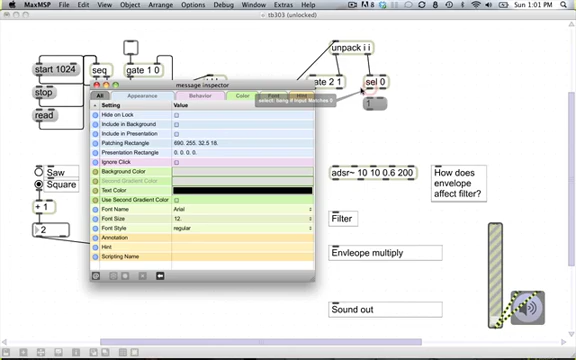 MaxMSP File Edit View Object Arrange Options Extras Window Help
Sun 1:01 PM
tb303 (unlocked)
start 1024
seq
gate 1 0
unpack i i
stop
ate 2 1
sel 0
read
1
message inspector
All Appearance Behavior Color Font Hint
select: bang if Input Matches 0
Setting Value
Hide on Lock
Include in Background
Include in Presentation
Patching Rectangle 690. 255. 32.5 18.
Presentation Rectangle 0. 0. 0. 0.
Ignore Click
Background Color
Second Gradient Color
Text Color
Use Second Gradient Color
Font Name Arial
Font Size 12.
Font Style regular
Annotation
Hint
Scripting Name
Saw
Square
+ 1
2
adsr~ 10 10 0.6 200
How does
envelope
affect filter?
Filter
Envleope multiply
Sound out